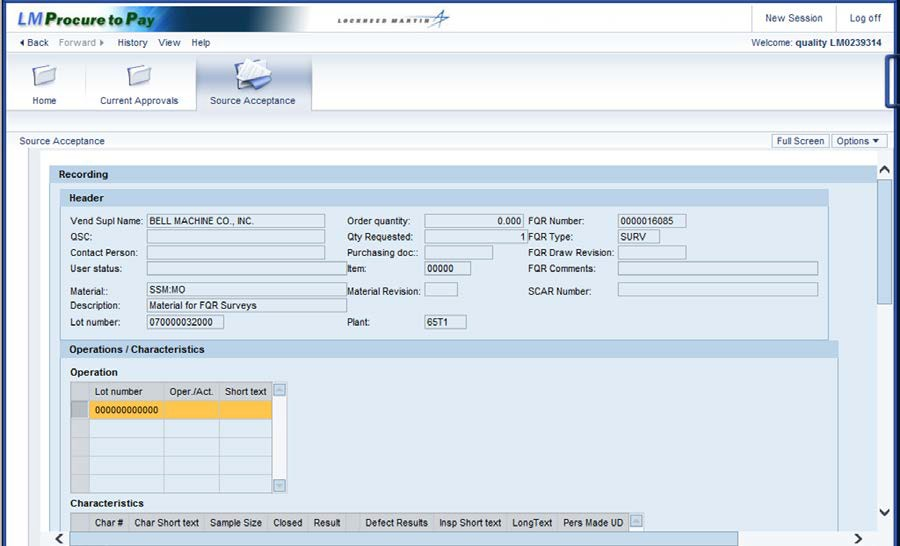 LM Procure to Pay LOCKHEED MARTIN New Session Log off
Back Forward History View Help Welcome: quality LM0239314
Home Current Approvals Source Acceptance
Source Acceptance Full Screen Options
Recording
Header
Vend Supl Name: BELL MACHINE CO., INC. Order quantity: 0.000 FQR Number: 0000016085
QSC: Qty Requested: 1 FQR Type: SURV
Contact Person: Purchasing doc:: FQR Draw Revision:
User status: Item: 00000 FQR Comments:
Material:: SSM:MO Material Revision: SCAR Number:
Description: Material for FQR Surveys
Lot number: 070000032000 Plant: 65T1
Operations / Characteristics
Operation
Lot number Oper./Act. Short text
000000000000
Characteristics
Char # Char Short text Sample Size Closed Result Defect Results Insp Short text LongText Pers Made UD